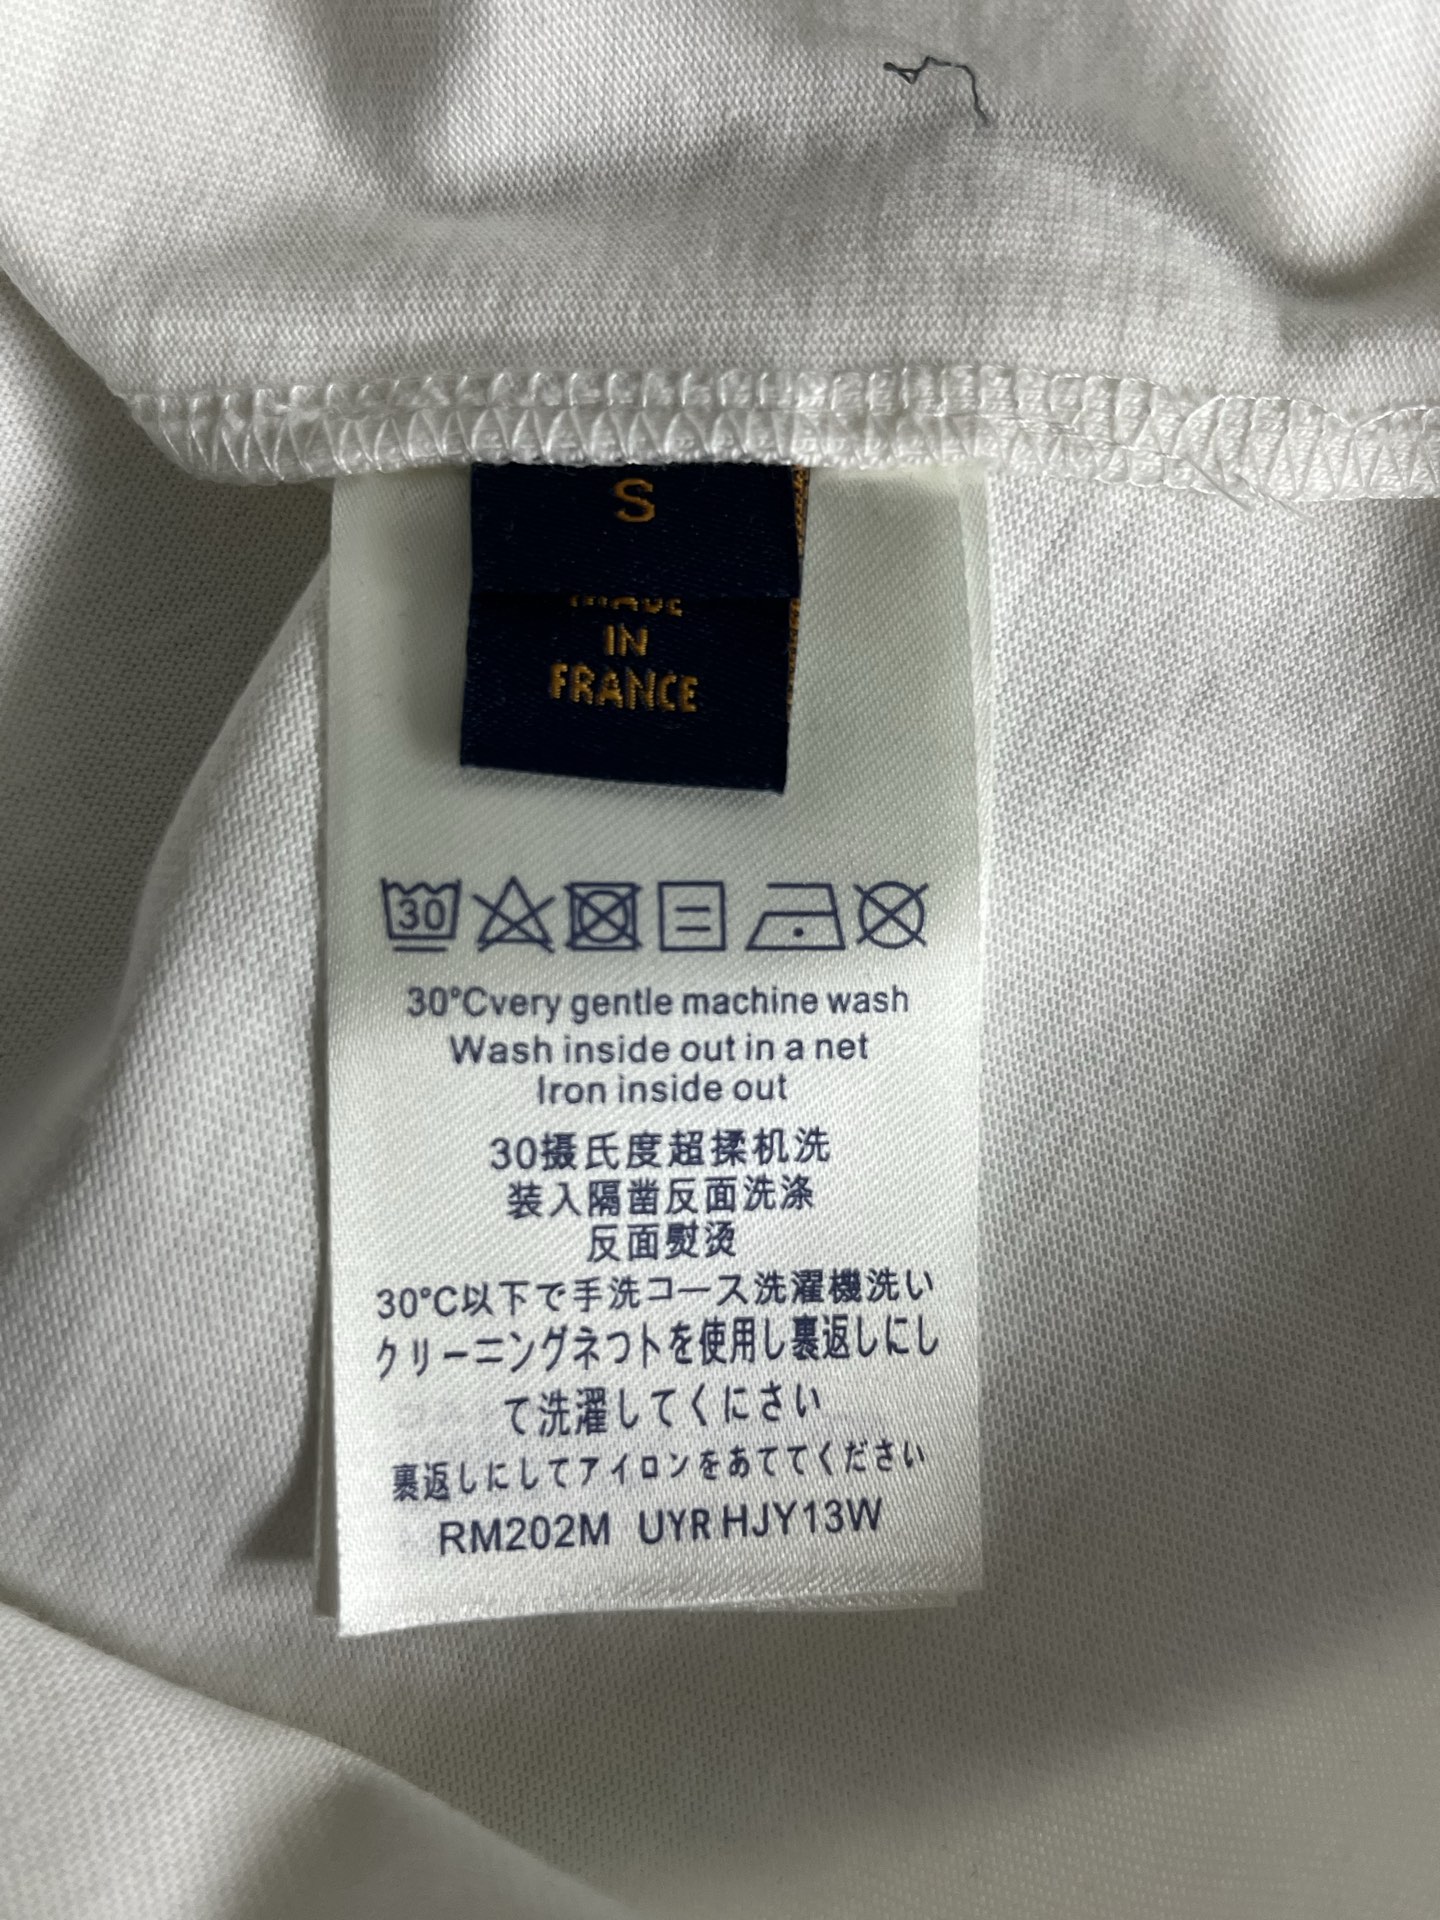 S
MADE
IN
FRANCE
30
30°Cvery gentle machine wash
Wash inside out in a net
Iron inside out
30摄氏度超揉机洗
装入隔凿反面洗涤
反面熨烫
30°C以下で手洗コース洗濯機洗い
クリーニングネットを使用し裏返しにし
て洗濯してくにさい
裏返しにしてアイロンをあててください
RM202M UYR HJY13W